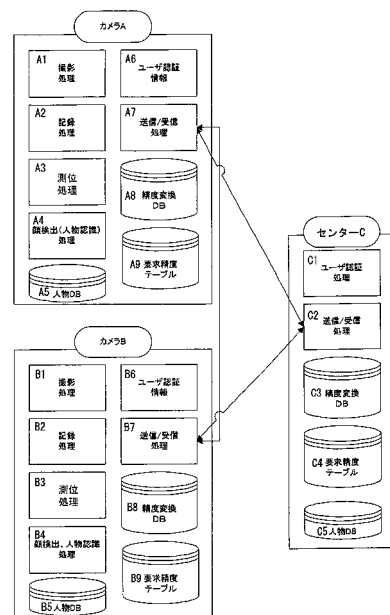 カメラA
A1
撮影
処理
A2
記録
処理
A3
測位
処理
A4
顔検出(人物認識)
処理
A5 人物DB
A6
ユーザ認証
情報
A7
送信/受信
処理
A8 精度変換
DB
A9 要求精度
テーブル
カメラB
B1
撮影
処理
B2
記録
処理
B3
測位
処理
B4
顔検出、人物認識
処理
B5人物DB
B6
ユーザ認証
情報
B7
送信/受信
処理
B8 精度変換
DB
B9 要求精度
テーブル
センターC
C1
ユーザ認証
処理
C2
送信/受信
処理
C3 精度変換
DB
C4 要求精度
テーブル
C5人物DB